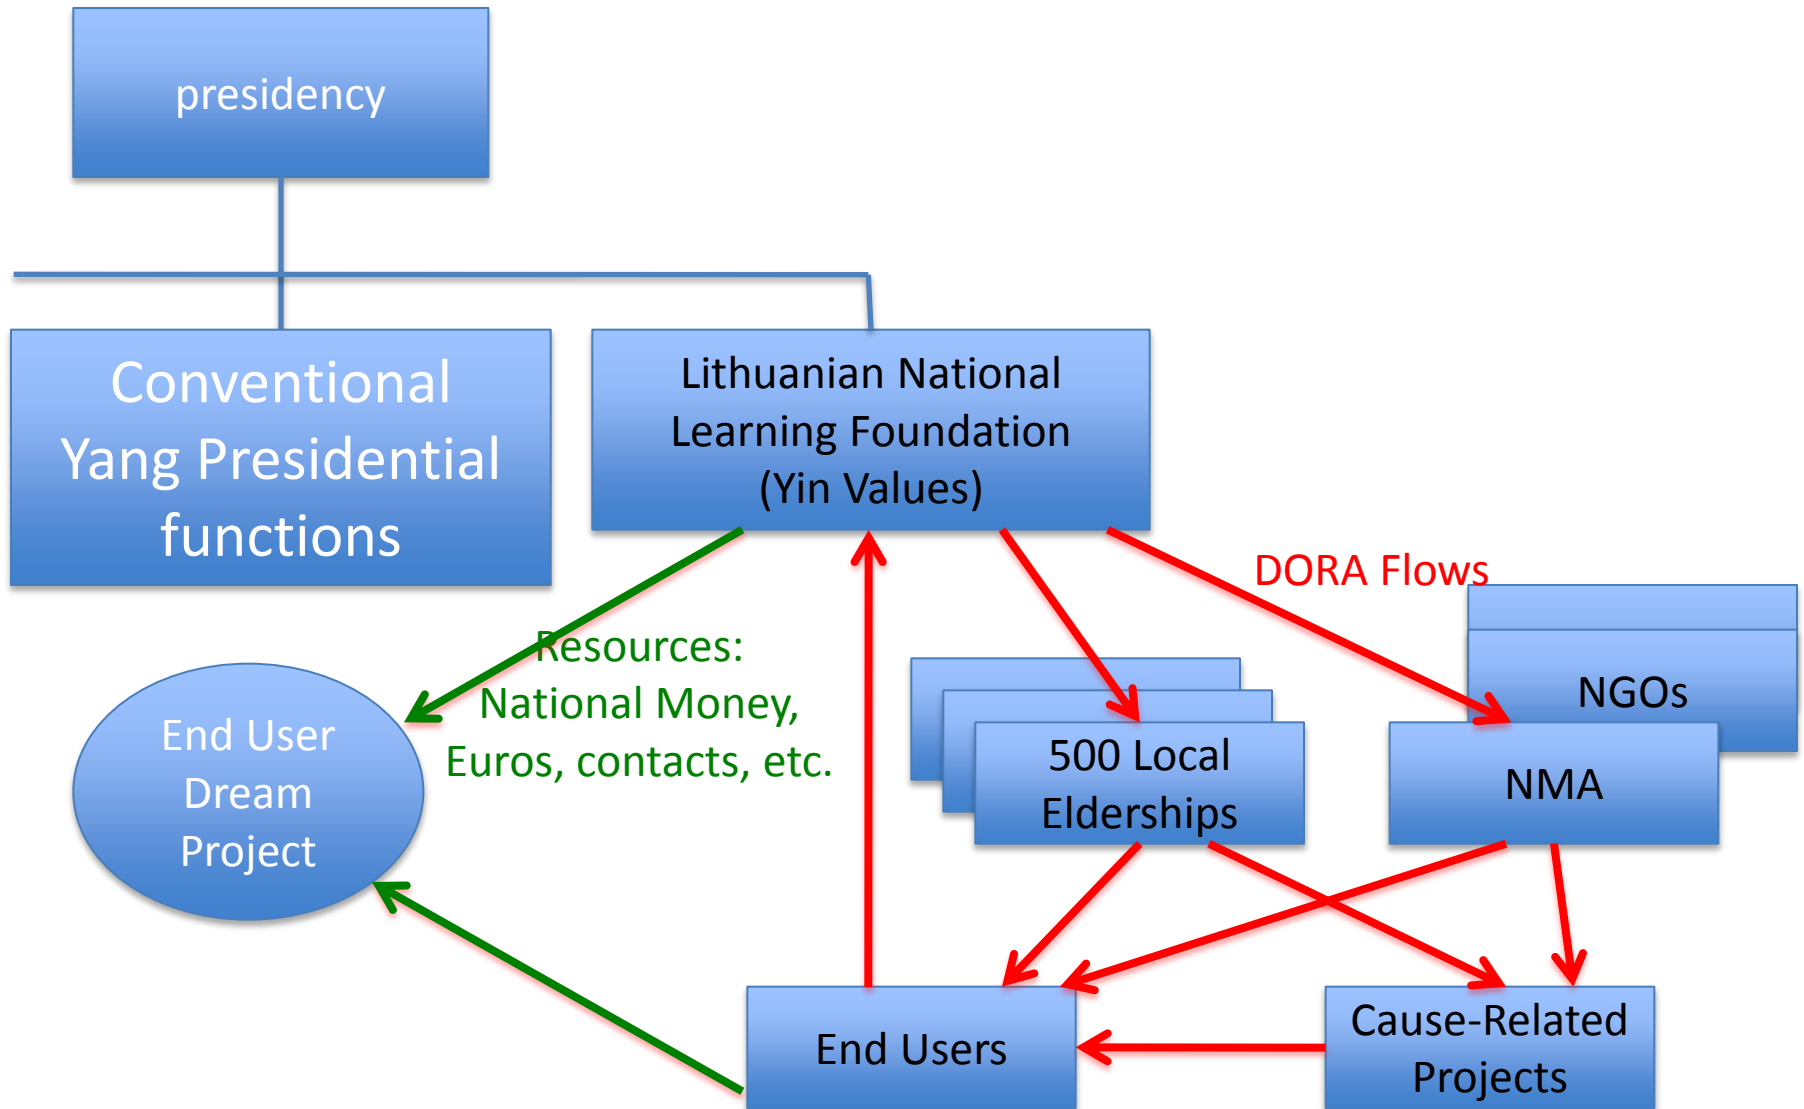 presidency
Conventional
Yang Presidential
functions
Lithuanian National
Learning Foundation
(Yin Values)
DORA Flows
Resources:
National Money,
Euros, contacts, etc.
End User
Dream
Project
500 Local
Elderships
NGOs
NMA
End Users
Cause-Related
Projects